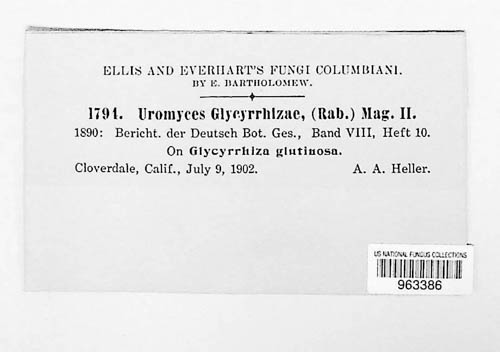 ELLIS AND EVERHART'S FUNGI COLUMBIANI.
BY E. BARTHOLOMEW.
1794. Uromyces Glycyrrhizae, (Rab.) Mag. II.
1890: Bericht. der Deutsch Bot. Ges., Band VIII, Heft 10.
On Glycyrrhiza glutinosa.
Cloverdale, Calif., July 9, 1902. A. A. Heller.
US NATIONAL FUNGUS COLLECTIONS
963386